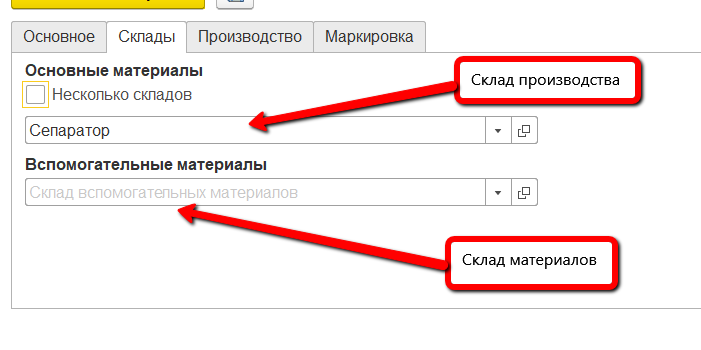 Основное Склады Производство Маркировка
Основные материалы
Склад производства
Несколько складов
Сепаратор
Вспомогательные материалы
Склад вспомогательных материалов
Склад материалов